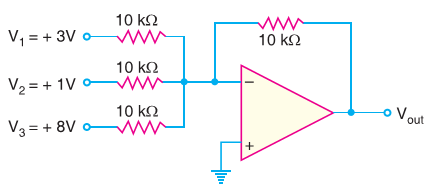 10 kΩ
V1 = + 3V
10 kΩ
10 kΩ
V2 = + 1V
−
10 kΩ
V3 = + 8V
Vout
+